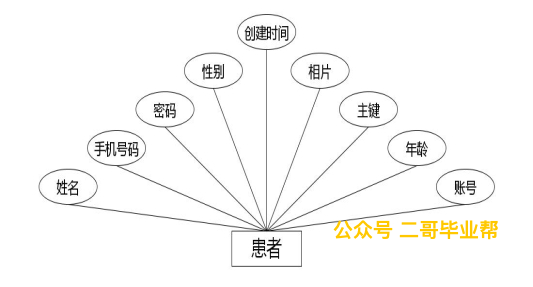 创建时间
性别
相片
密码
主键
手机号码
年龄
姓名
账号
公众号 二哥毕业帮
患者